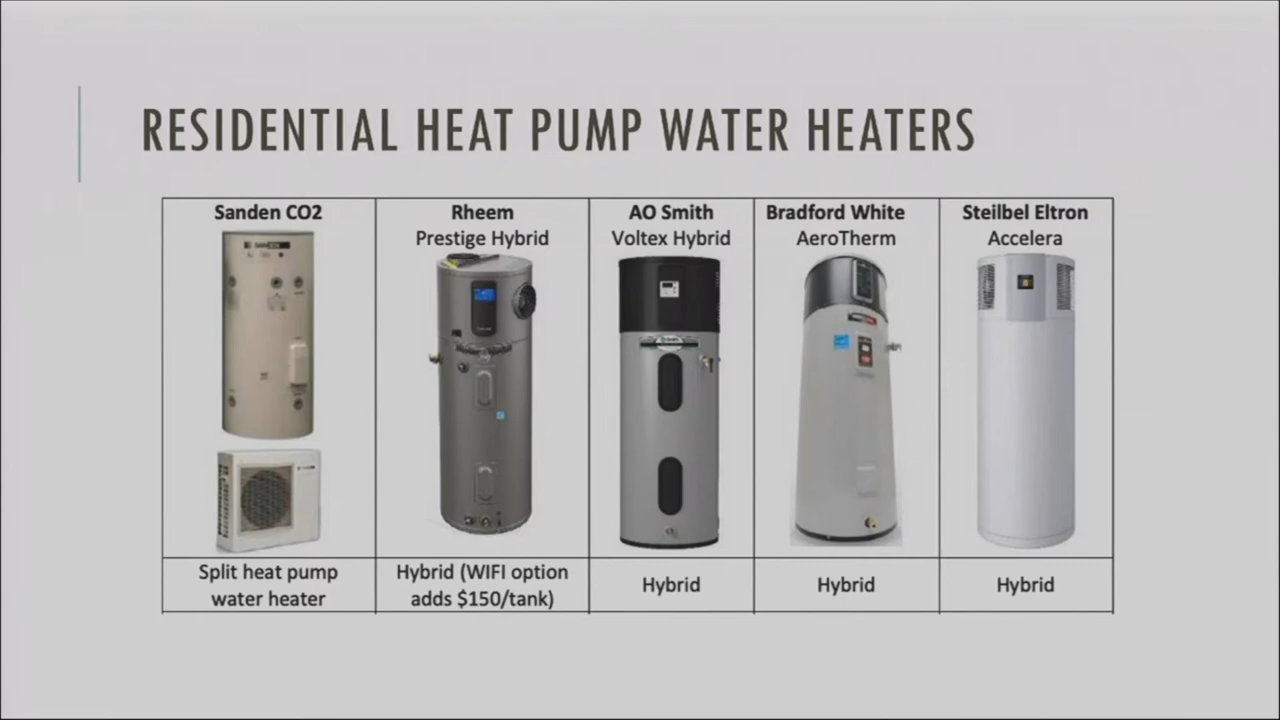 RESIDENTIAL HEAT PUMP WATER HEATERS
Sanden CO2
Rheem
Prestige Hybrid
AO Smith
Voltex Hybrid
Bradford White
AeroTherm
Steilbel Eltron
Accelera
Split heat pump
water heater
Hybrid (WIFI option
adds $150/tank)
Hybrid
Hybrid
Hybrid